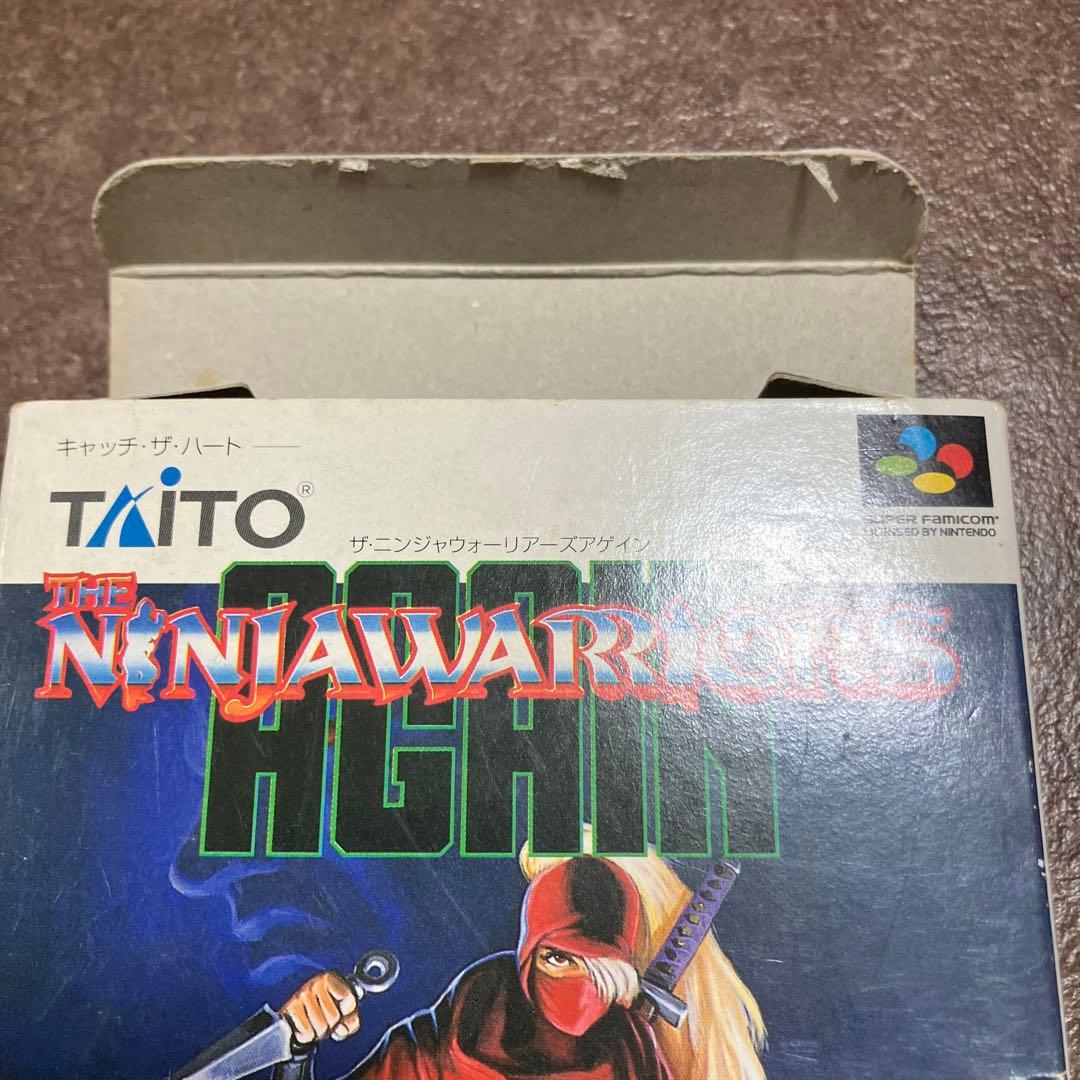 キャッチ・ザ・ハート
TAITO®
SUPER FAMICOM®
LICENSED BY NINTENDO
ザ・ニンジャウォーリアーズアゲイン
THE
NINJAWARRIORS
AGAIN